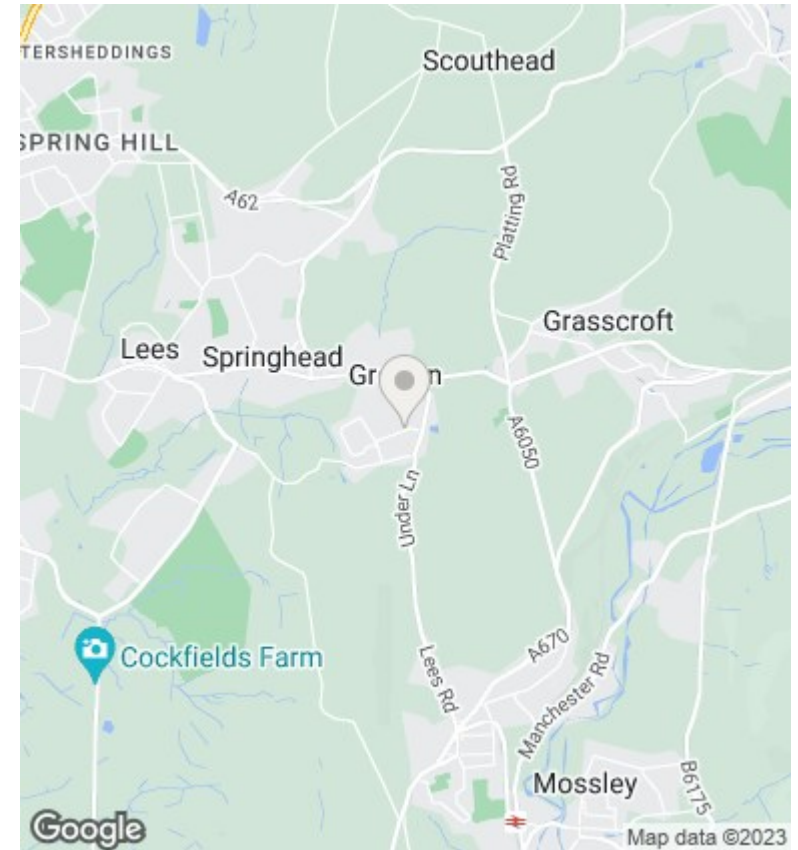 Scouthead
TERSHEDDINGS
SPRING HILL
A62
Platting Rd
Grasscroft
Lees
Springhead
Gr n
A6050
Under Ln
Cockfields Farm
Lees Rd
A670
Manchester Rd
B6175
Mossley
Google
Map data ©2023